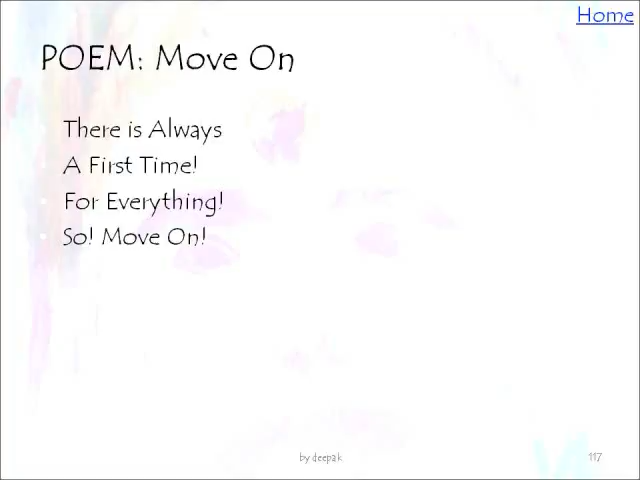 Home
POEM: Move On
There is Always
A First Time!
For Everything!
So! Move On!
by deepak
117